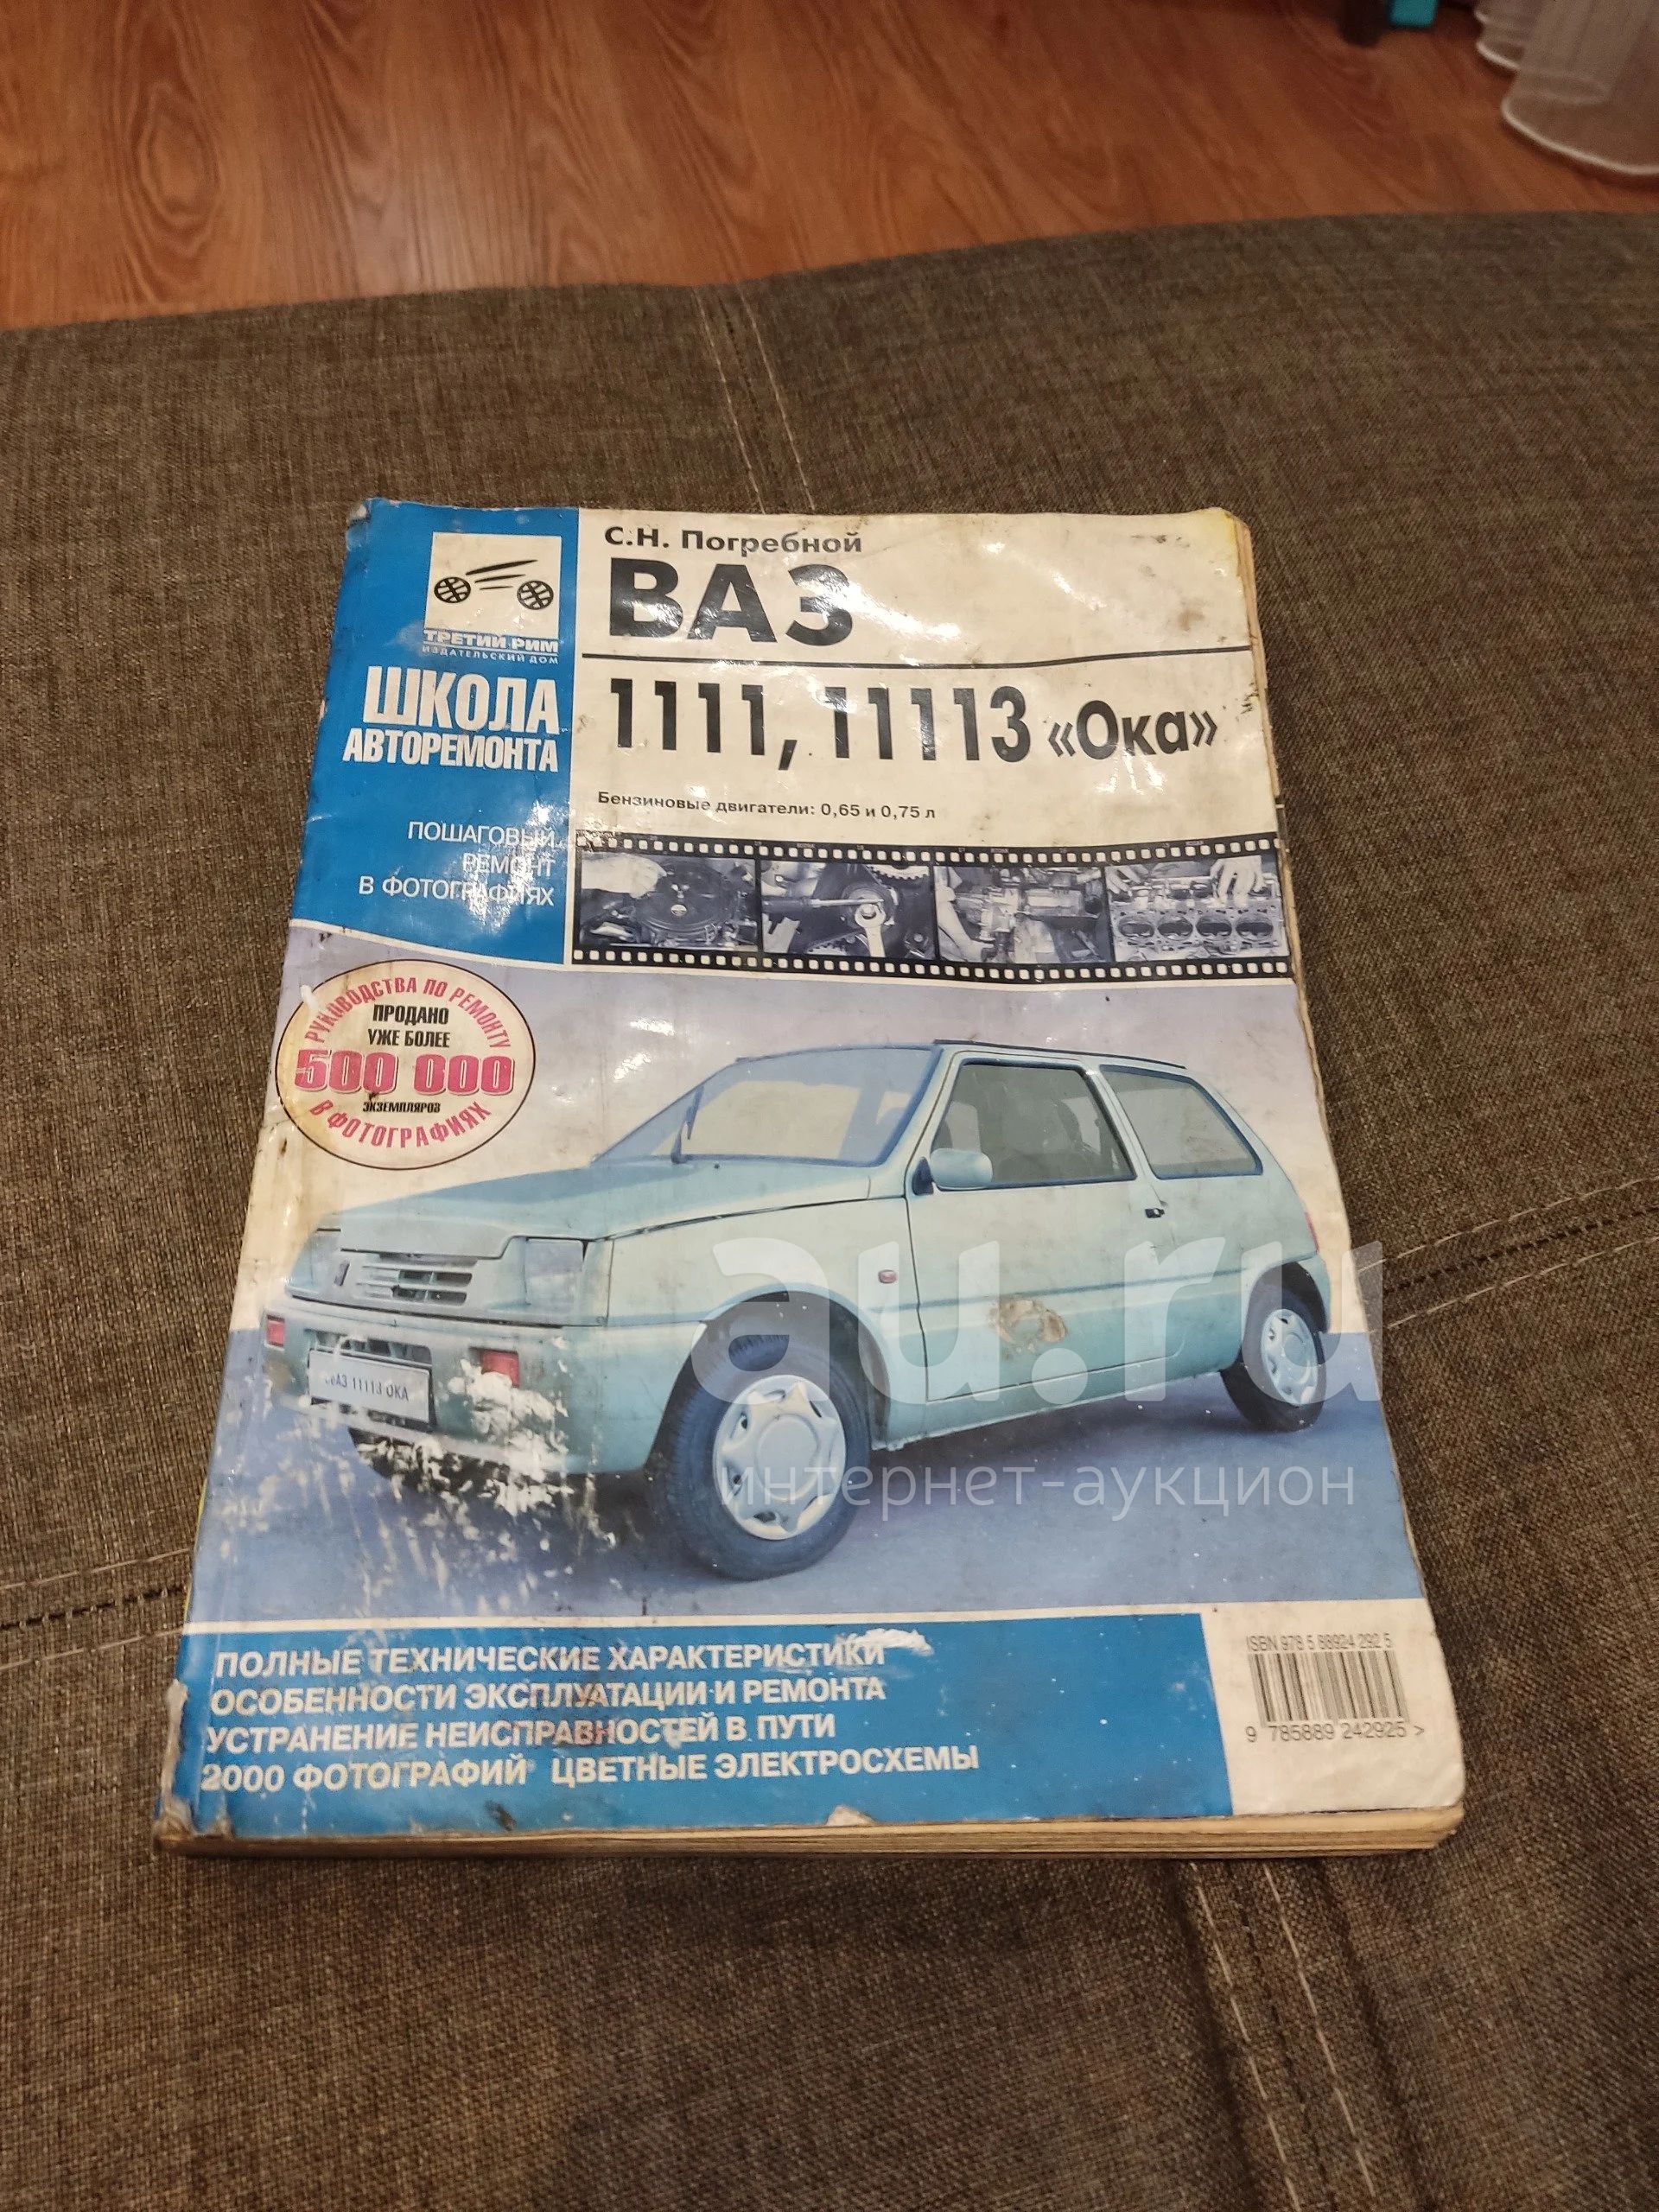 С.Н. Погребной
ВАЗ
1111, 11113 «Ока»
Бензиновые двигатели: 0,65 и 0,75 л
ТРЕТИЙ РИМ
ИЗДАТЕЛЬСКИЙ ДОМ
ШКОЛА
АВТОРЕМОНТА
ПОШАГОВЫЙ
РЕМОНТ
В ФОТОГРАФИЯХ
РУКОВОДСТВА ПО РЕМОНТУ
ПРОДАНО
УЖЕ БОЛЕЕ
500 000
ЭКЗЕМПЛЯРОВ
В ФОТОГРАФИЯХ
ВАЗ 11113 ОКА
au.ru
интернет-аукцион
ПОЛНЫЕ ТЕХНИЧЕСКИЕ ХАРАКТЕРИСТИКИ
ОСОБЕННОСТИ ЭКСПЛУАТАЦИИ И РЕМОНТА
УСТРАНЕНИЕ НЕИСПРАВНОСТЕЙ В ПУТИ
2000 ФОТОГРАФИЙ ЦВЕТНЫЕ ЭЛЕКТРОСХЕМЫ
ISBN 978 5 88924 292 5
9 785889 242925 >